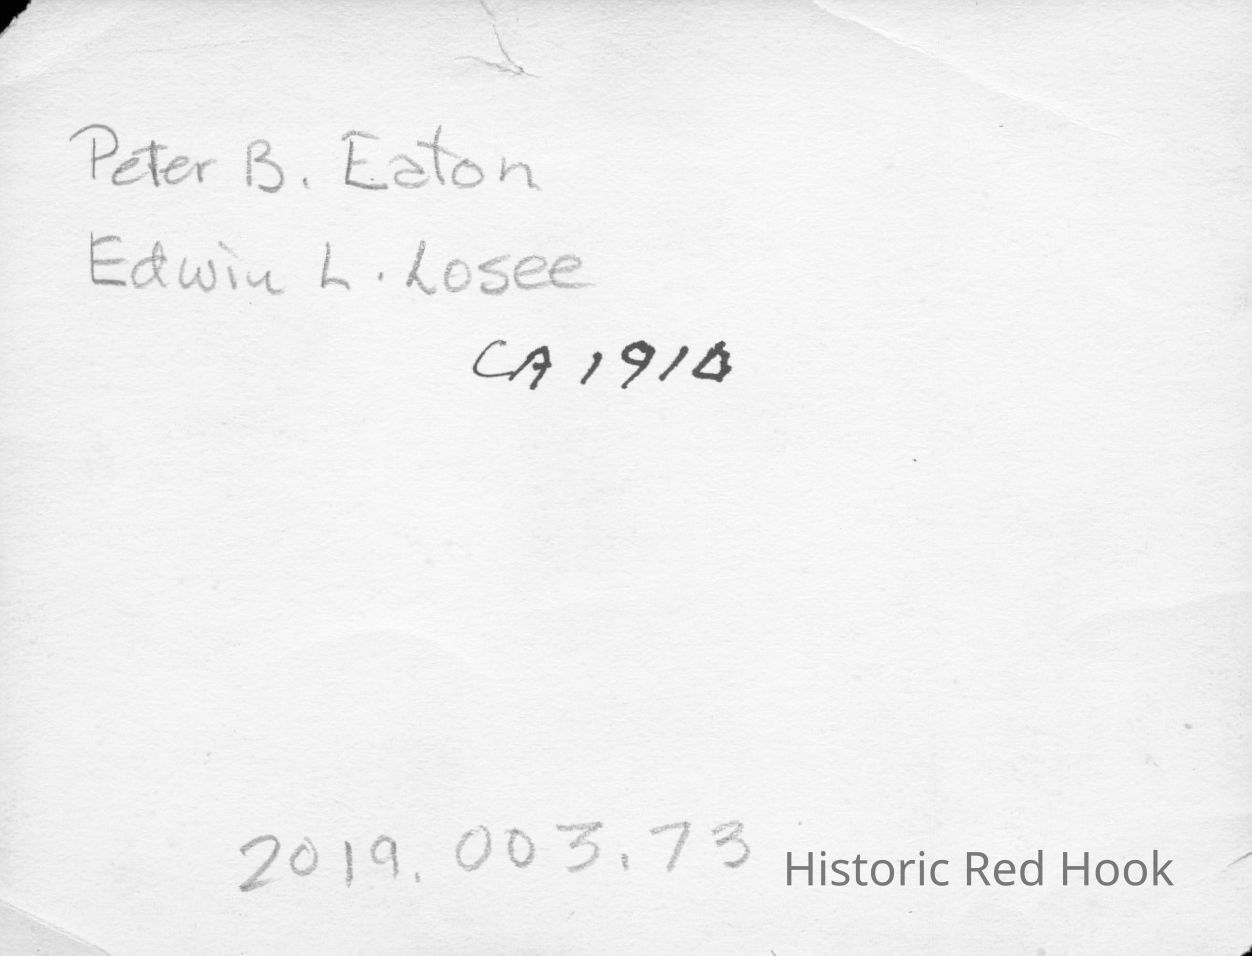 Peter B. Eaton
Edwin L. Losee
CA 1910
2019.003.73
Historic Red Hook